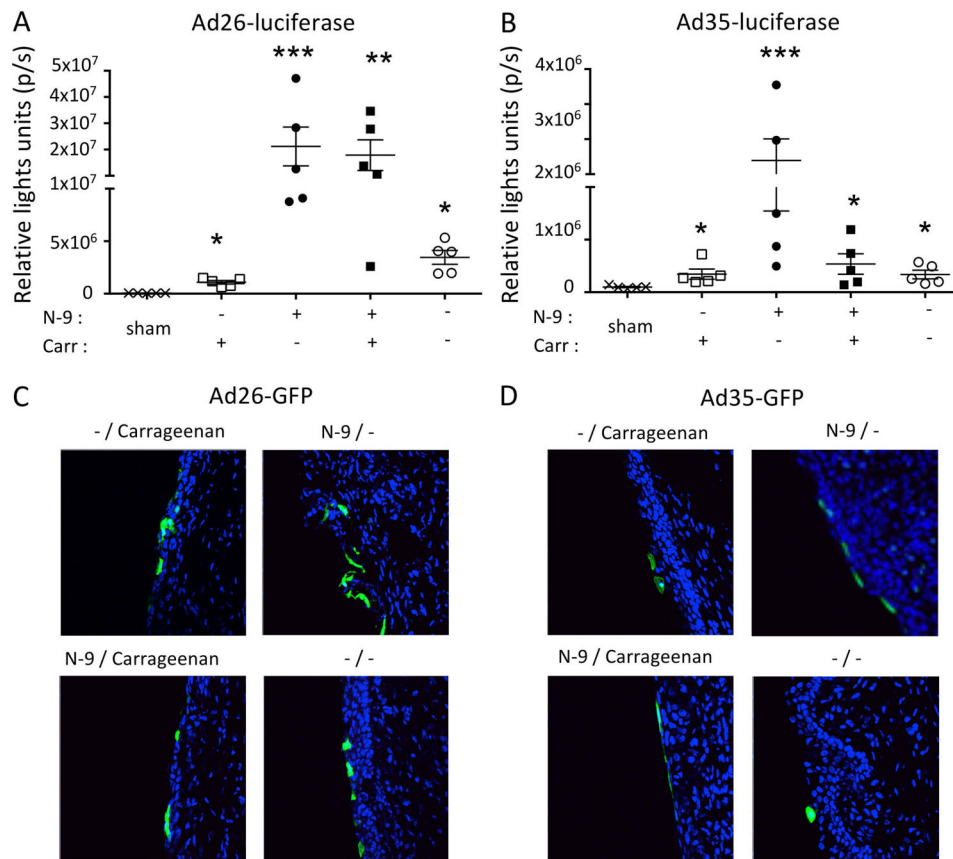 A
Ad26-luciferase
Relative lights units (p/s)
5x10⁷
4x10⁷
3x10⁷
2x10⁷
1x10⁷
5x10⁶
0
*
***
**
*
N-9 : sham - + + -
Carr : + - + -
B
Ad35-luciferase
Relative lights units (p/s)
4x10⁶
3x10⁶
2x10⁶
1x10⁶
0
*
***
*
*
N-9 : sham - + + -
Carr : + - + -
C
Ad26-GFP
- / Carrageenan
N-9 / -
N-9 / Carrageenan
- / -
D
Ad35-GFP
- / Carrageenan
N-9 / -
N-9 / Carrageenan
- / -